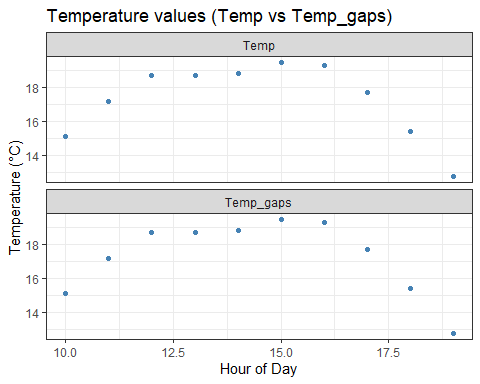 Temperature values (Temp vs Temp_gaps)
Temp
18
16
14
Temp_gaps
18
16
14
Temperature (°C)
10.0 12.5 15.0 17.5
Hour of Day